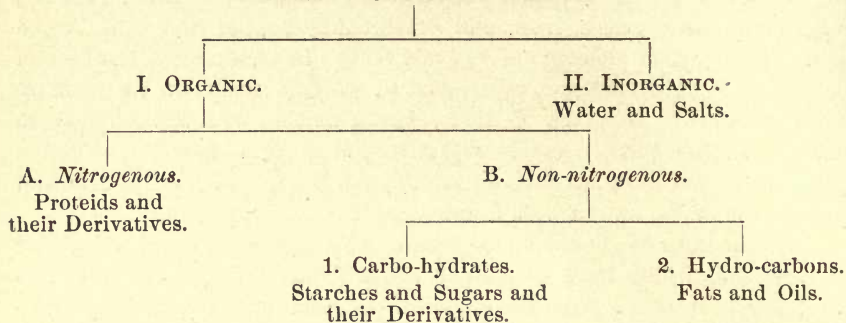 I. ORGANIC.
II. INORGANIC.
Water and Salts.
A. Nitrogenous.
Proteids and
their Derivatives.
B. Non-nitrogenous.
1. Carbo-hydrates.
Starches and Sugars and
their Derivatives.
2. Hydro-carbons.
Fats and Oils.